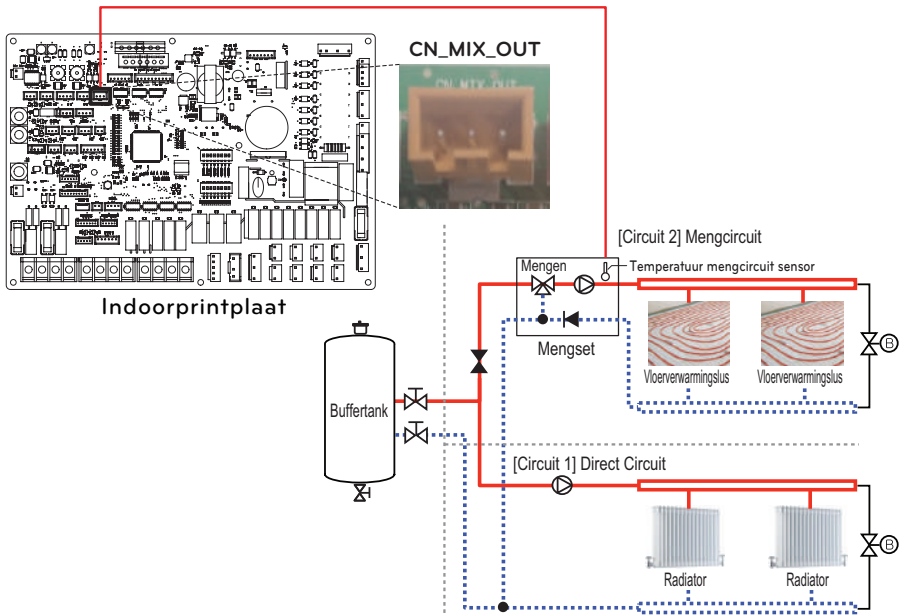 CN_MIX_OUT
CN_MIX_OUT
Indoorprintplaat
[Circuit 2] Mengcircuit
Mengen
Temperatuur mengcircuit sensor
Mengset
Vloerverwarmingslus
Vloerverwarmingslus
B
Buffertank
[Circuit 1] Direct Circuit
B
Radiator
Radiator